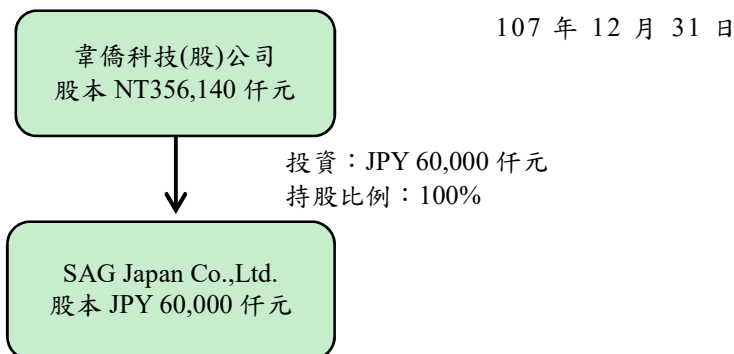 107 年 12 月 31 日
韋僑科技(股)公司
股本 NT356,140 仟元
投資：JPY 60,000 仟元
持股比例：100%
SAG Japan Co.,Ltd.
股本 JPY 60,000 仟元